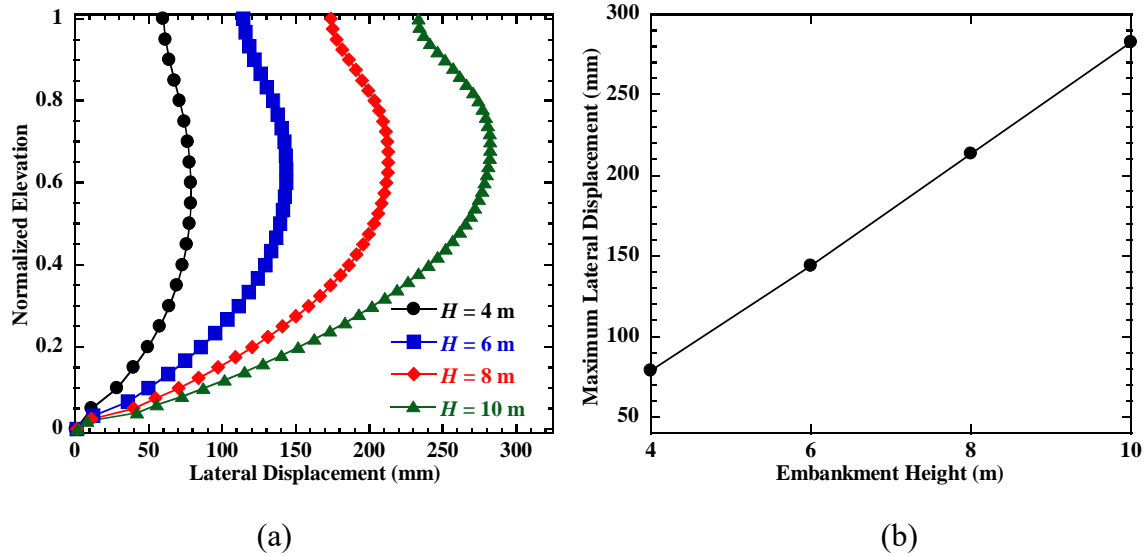 1
0.8
0.6
0.4
0.2
0
Normalized Elevation
0 50 100 150 200 250 300
Lateral Displacement (mm)
H = 4 m
H = 6 m
H = 8 m
H = 10 m
(a)
300
250
200
150
100
50
Maximum Lateral Displacement (mm)
4 6 8 10
Embankment Height (m)
(b)